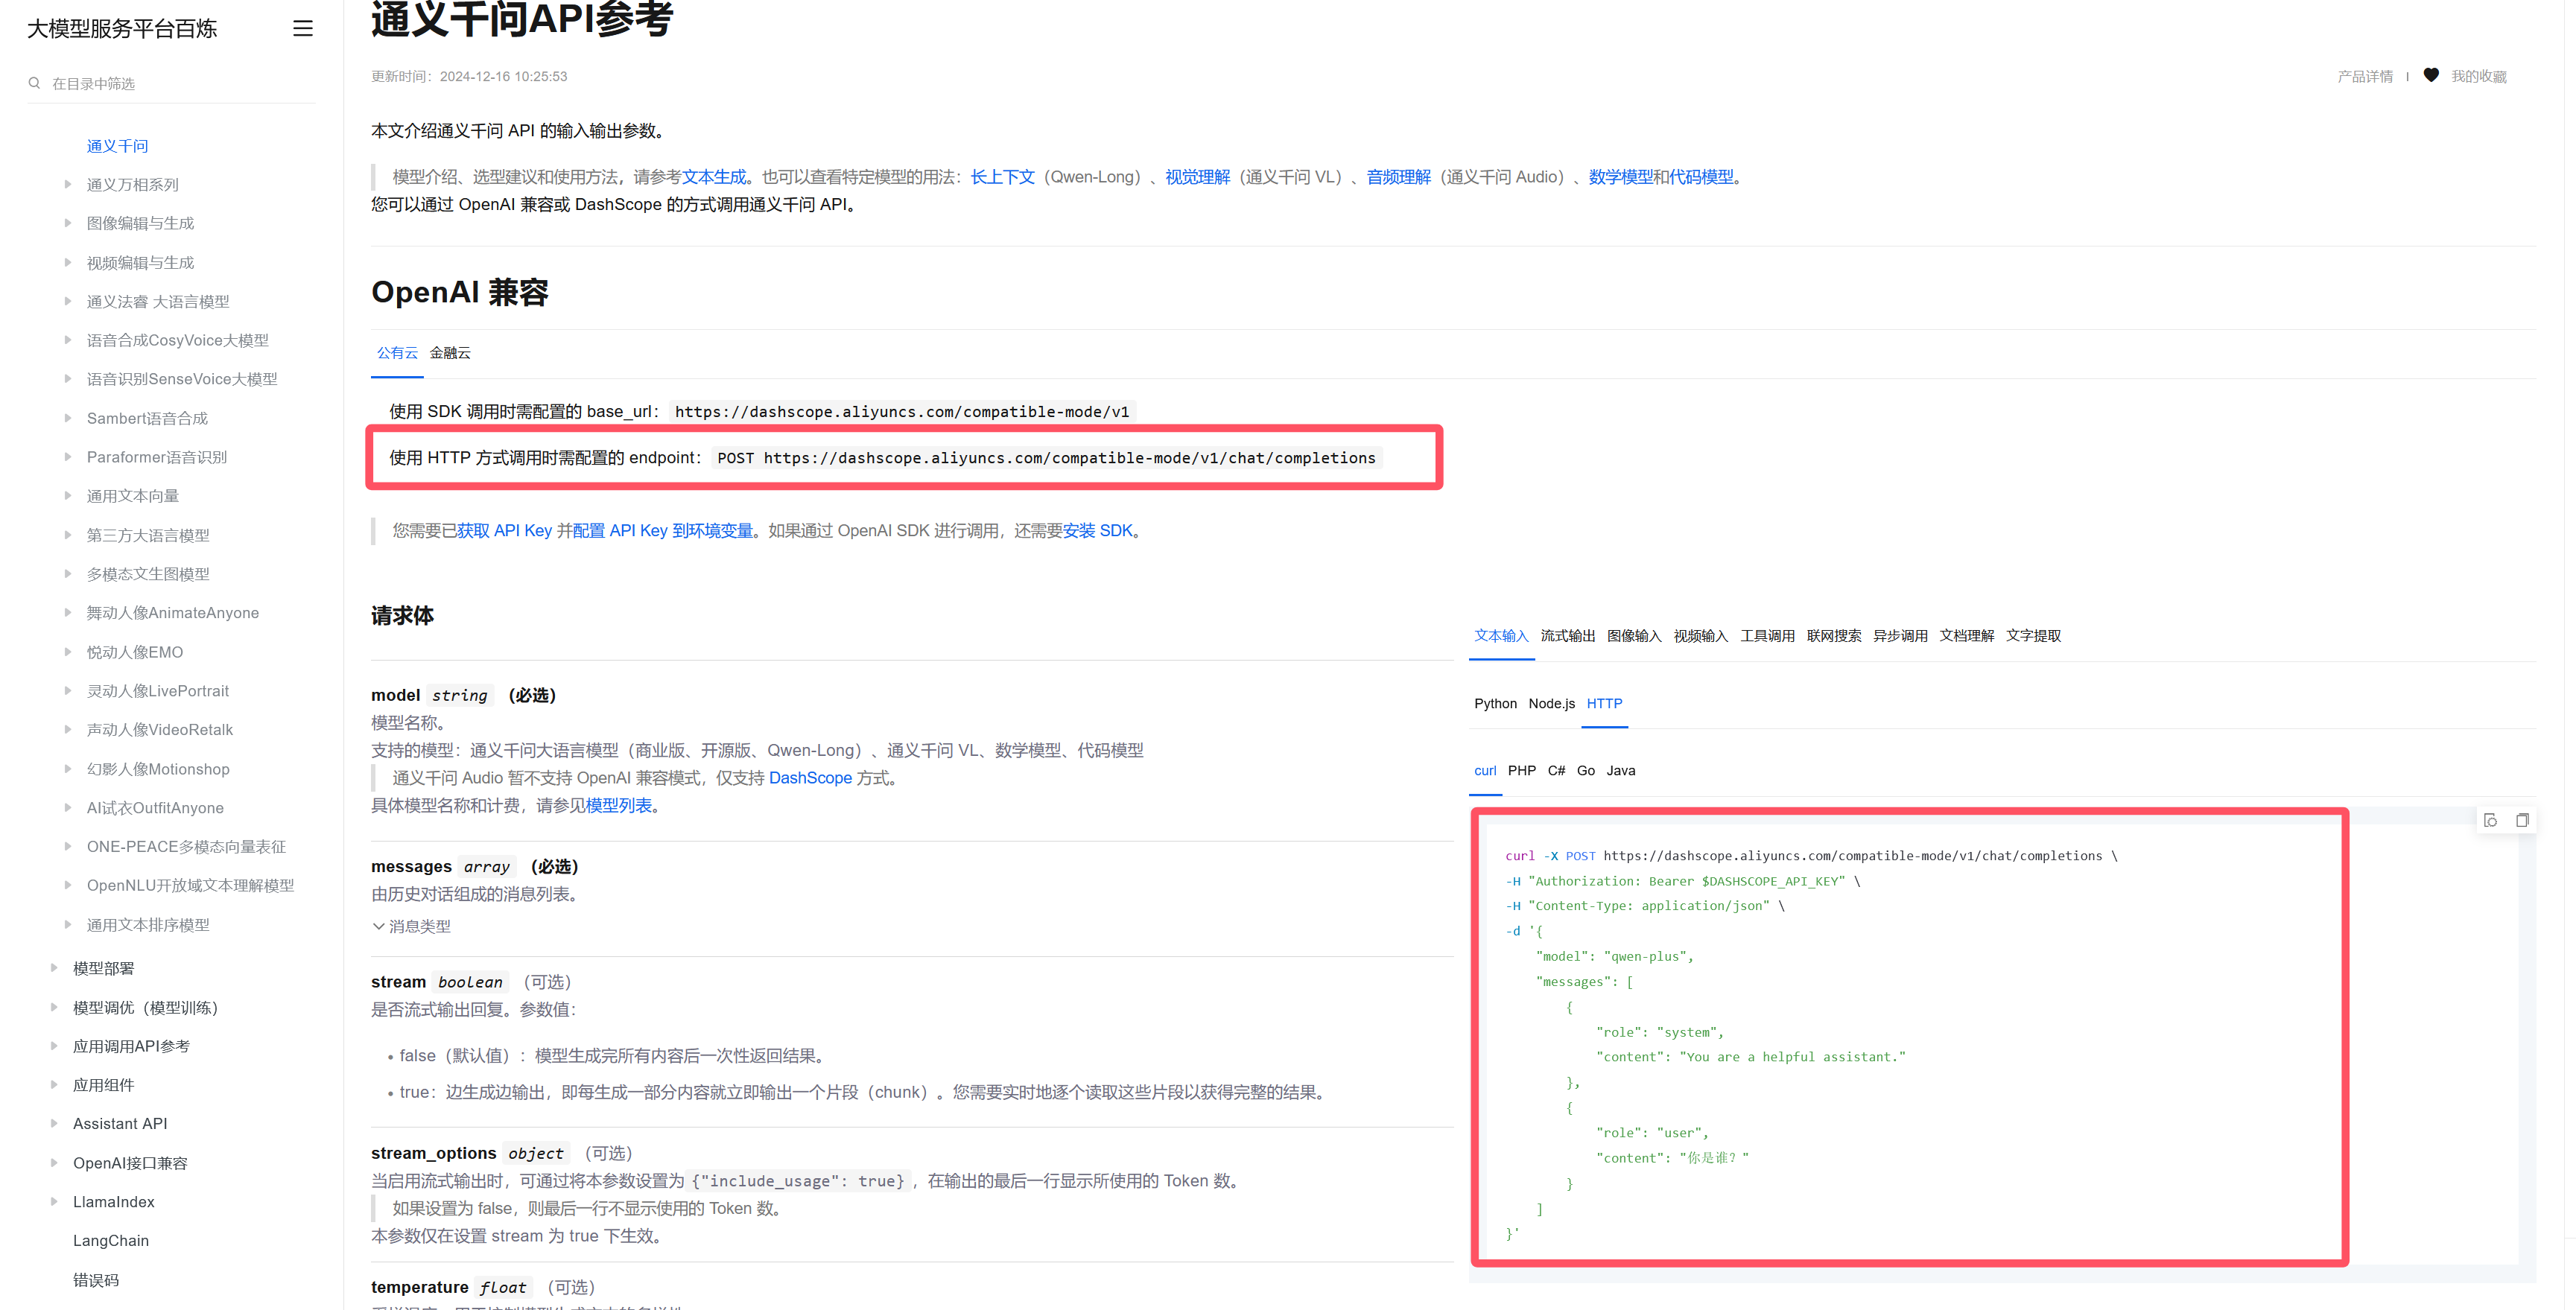 大模型服务平台百炼
在目录中筛选
通义千问
通义万相系列
图像编辑与生成
视频编辑与生成
通义法睿 大语言模型
语音合成CosyVoice大模型
语音识别SenseVoice大模型
Sambert语音合成
Paraformer语音识别
通用文本向量
第三方大语言模型
多模态文生图模型
舞动人像AnimateAnyone
悦动人像EMO
灵动人像LivePortrait
声动人像VideoRetalk
幻影人像Motionshop
AI试衣OutfitAnyone
ONE-PEACE多模态向量表征
OpenNLU开放域文本理解模型
通用文本排序模型
模型部署
模型调优（模型训练）
应用调用API参考
应用组件
Assistant API
OpenAI接口兼容
LlamaIndex
LangChain
错误码
通义千问API参考
更新时间：2024-12-16 10:25:53
产品详情 | 我的收藏
本文介绍通义千问 API 的输入输出参数。
模型介绍、选型建议和使用方法，请参考文本生成。也可以查看特定模型的用法：长上下文（Qwen-Long）、视觉理解（通义千问 VL）、音频理解（通义千问 Audio）、数学模型和代码模型。
您可以通过 OpenAI 兼容或 DashScope 的方式调用通义千问 API。
OpenAI 兼容
公有云 金融云
使用 SDK 调用时需配置的 base_url： https://dashscope.aliyuncs.com/compatible-mode/v1
使用 HTTP 方式调用时需配置的 endpoint： POST https://dashscope.aliyuncs.com/compatible-mode/v1/chat/completions
您需要已获取 API Key 并配置 API Key 到环境变量。如果通过 OpenAI SDK 进行调用，还需要安装 SDK。
请求体
model string （必选）
模型名称。
支持的模型：通义千问大语言模型（商业版、开源版、Qwen-Long）、通义千问 VL、数学模型、代码模型
通义千问 Audio 暂不支持 OpenAI 兼容模式，仅支持 DashScope 方式。
具体模型名称和计费，请参见模型列表。
messages array （必选）
由历史对话组成的消息列表。
消息类型
stream boolean （可选）
是否流式输出回复。参数值：
• false（默认值）：模型生成完所有内容后一次性返回结果。
• true：边生成边输出，即每生成一部分内容就立即输出一个片段（chunk）。您需要实时地逐个读取这些片段以获得完整的结果。
stream_options object （可选）
当启用流式输出时，可通过将本参数设置为 {"include_usage": true} ，在输出的最后一行显示所使用的 Token 数。
如果设置为 false，则最后一行不显示使用的 Token 数。
本参数仅在设置 stream 为 true 下生效。
temperature float （可选）
文本输入 流式输出 图像输入 视频输入 工具调用 联网搜索 异步调用 文档理解 文字提取
Python Node.js HTTP
curl PHP C# Go Java
curl -X POST https://dashscope.aliyuncs.com/compatible-mode/v1/chat/completions \
-H "Authorization: Bearer $DASHSCOPE_API_KEY" \
-H "Content-Type: application/json" \
-d '{
"model": "qwen-plus",
"messages": [
{
"role": "system",
"content": "You are a helpful assistant."
},
{
"role": "user",
"content": "你是谁？"
}
]
}'